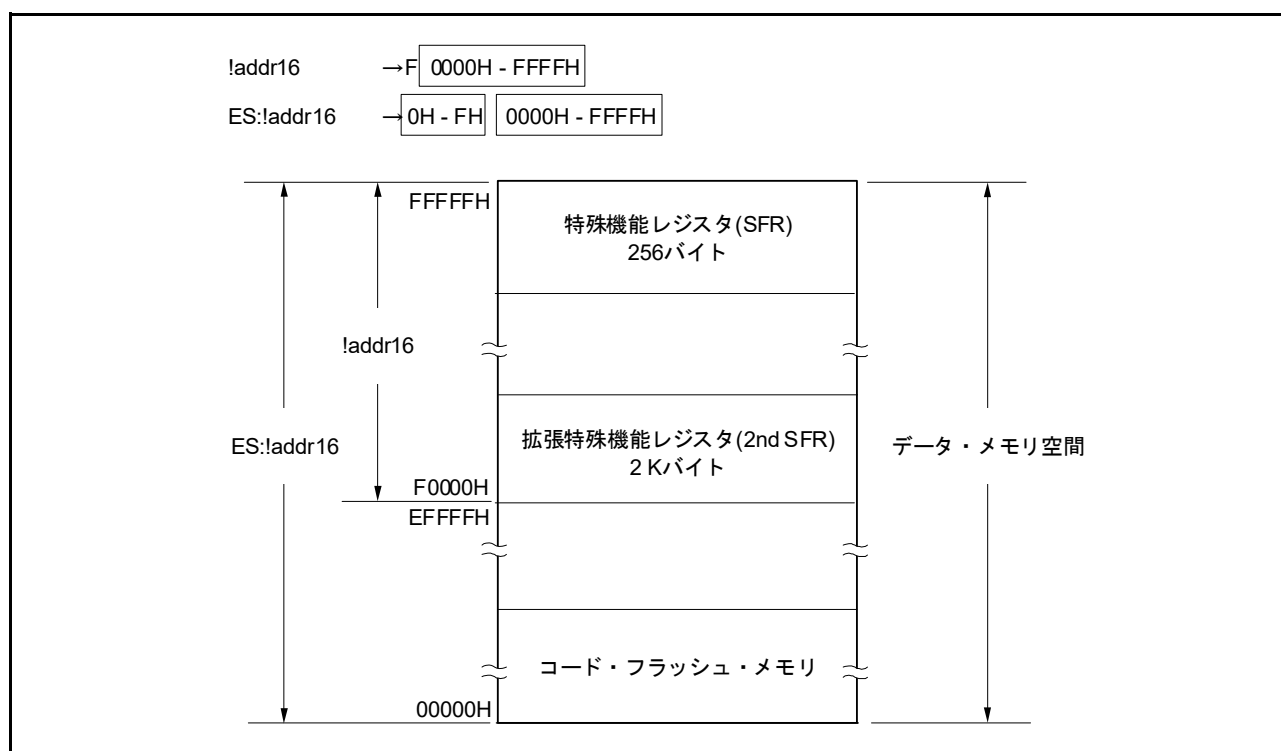 !addr16 →F 0000H - FFFFH
ES:!addr16 →0H - FH 0000H - FFFFH
FFFFFH
特殊機能レジスタ(SFR)
256バイト
!addr16
ES:!addr16
拡張特殊機能レジスタ(2nd SFR)
2 Kバイト
データ・メモリ空間
F0000H
EFFFFH
コード・フラッシュ・メモリ
00000H